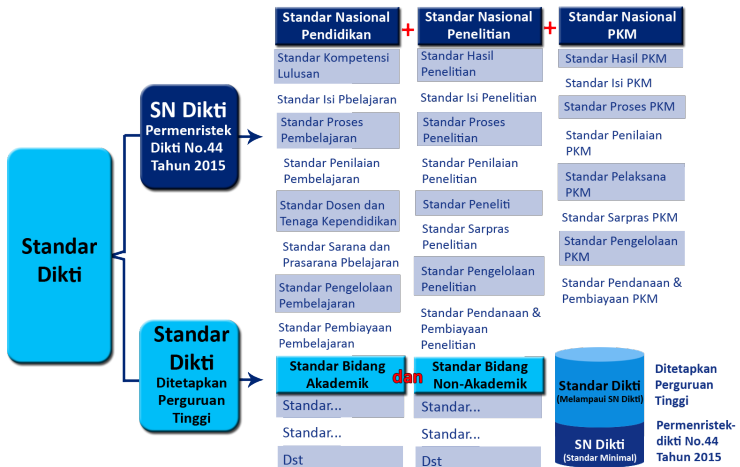 Standar
Dikti
SN Dikti
Permenristek
Dikti No.44
Tahun 2015
Standar
Dikti
Ditetapkan
Perguruan
Tinggi
Standar Nasional
Pendidikan
+
Standar Nasional
Penelitian
+
Standar Nasional
PKM
Standar Kompetensi
Lulusan
Standar Isi Pbelajaran
Standar Proses
Pembelajaran
Standar Penilaian
Pembelajaran
Standar Dosen dan
Tenaga Kependidikan
Standar Sarana dan
Prasarana Pbelajaran
Standar Pengelolaan
Pembelajaran
Standar Pembiayaan
Pembelajaran
Standar Hasil
Penelitian
Standar Isi Penelitian
Standar Proses
Penelitian
Standar Penilaian
Penelitian
Standar Peneliti
Standar Sarpras
Penelitian
Standar Pengelolaan
Penelitian
Standar Pendanaan &
Pembiayaan
Penelitian
Standar Hasil PKM
Standar Isi PKM
Standar Proses PKM
Standar Penilaian
PKM
Standar Pelaksana
PKM
Standar Sarpras PKM
Standar Pengelolaan
PKM
Standar Pendanaan &
Pembiayaan PKM
Standar Bidang
Akademik
dan
Standar Bidang
Non-Akademik
Standar...
Standar...
Dst
Standar...
Standar...
Dst
Standar Dikti
(Melampaui SN Dikti)
SN Dikti
(Standar Minimal)
Ditetapkan
Perguruan
Tinggi
Permenristek-
dikti No.44
Tahun 2015